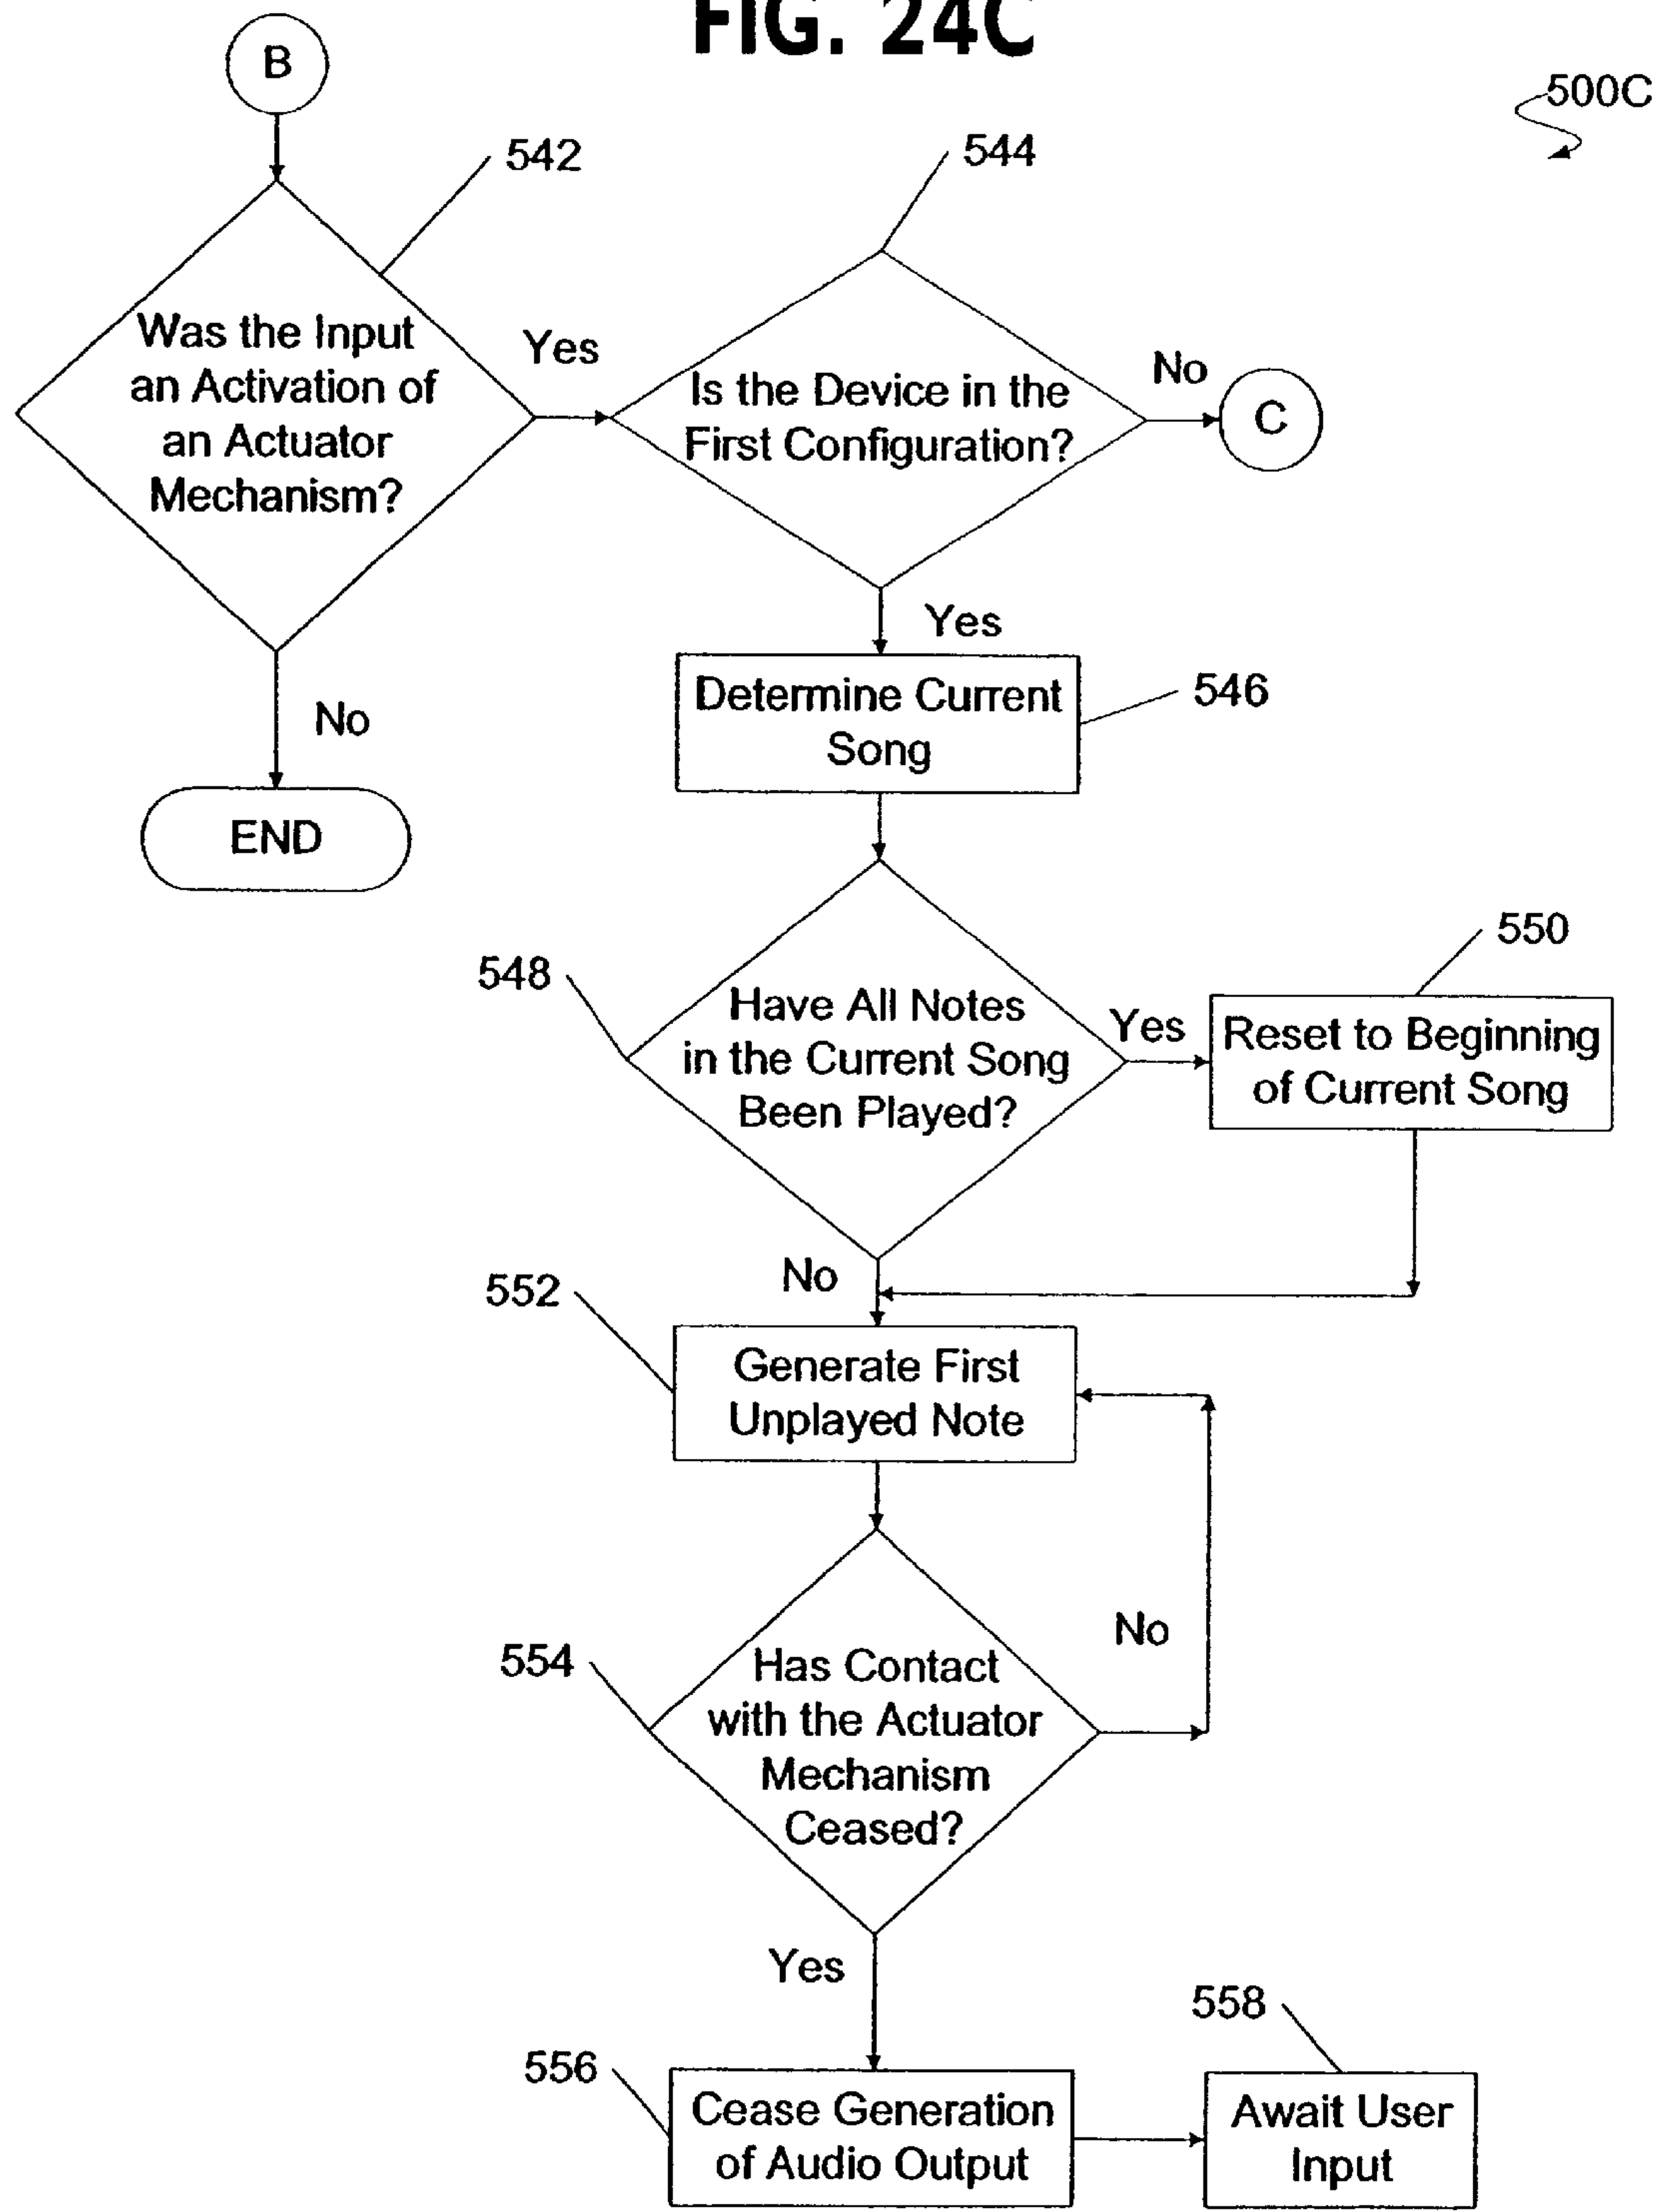 FIG. 24C
500C
B
542
Was the Input
an Activation of
an Actuator
Mechanism?
Yes
No
END
544
Is the Device in the
First Configuration?
No
C
Yes
Determine Current
Song
546
548
Have All Notes
in the Current Song
Been Played?
Yes
550
Reset to Beginning
of Current Song
No
552
Generate First
Unplayed Note
554
Has Contact
with the Actuator
Mechanism
Ceased?
No
Yes
556
Cease Generation
of Audio Output
558
Await User
Input